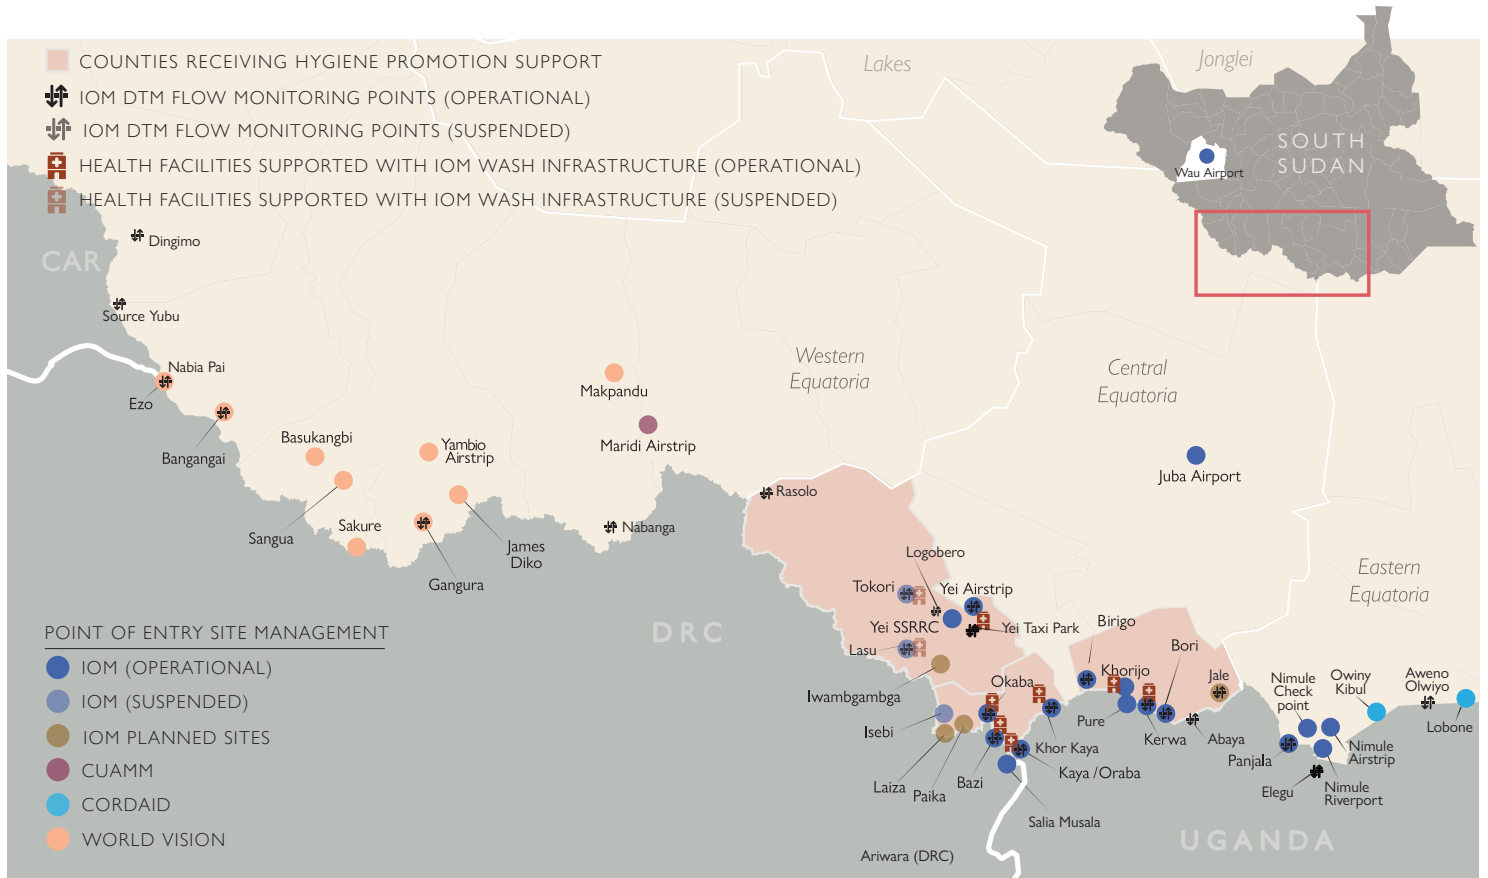 COUNTIES RECEIVING HYGIENE PROMOTION SUPPORT
IOM DTM FLOW MONITORING POINTS (OPERATIONAL)
IOM DTM FLOW MONITORING POINTS (SUSPENDED)
HEALTH FACILITIES SUPPORTED WITH IOM WASH INFRASTRUCTURE (OPERATIONAL)
HEALTH FACILITIES SUPPORTED WITH IOM WASH INFRASTRUCTURE (SUSPENDED)
Lakes
Jonglei
SOUTH
SUDAN
Wau Airport
CAR
Dingimo
Source Yubu
Nabia Pai
Ezo
Bangangai
Basukangbi
Sangua
Sakure
Yambio
Airstrip
Gangura
James
Diko
Makpandu
Maridi Airstrip
Nabanga
Rasolo
Western
Equatoria
Central
Equatoria
Juba Airport
Eastern
Equatoria
Logobero
Tokori
Yei Airstrip
Yei SSRRC
Yei Taxi Park
Lasu
Iwambgambga
Isebi
Laiza
Paika
Okaba
Bazi
Khor Kaya
Kaya /Oraba
Salia Musala
Ariwara (DRC)
Birigo
Khorijo
Bori
Pure
Kerwa
Jale
Abaya
Panjala
Nimule
Check
point
Elegu
Nimule
Airstrip
Nimule
Riverport
Owiny
Kibul
Aweno
Olwiyo
Lobone
DRC
UGANDA
POINT OF ENTRY SITE MANAGEMENT
IOM (OPERATIONAL)
IOM (SUSPENDED)
IOM PLANNED SITES
CUAMM
CORDAID
WORLD VISION